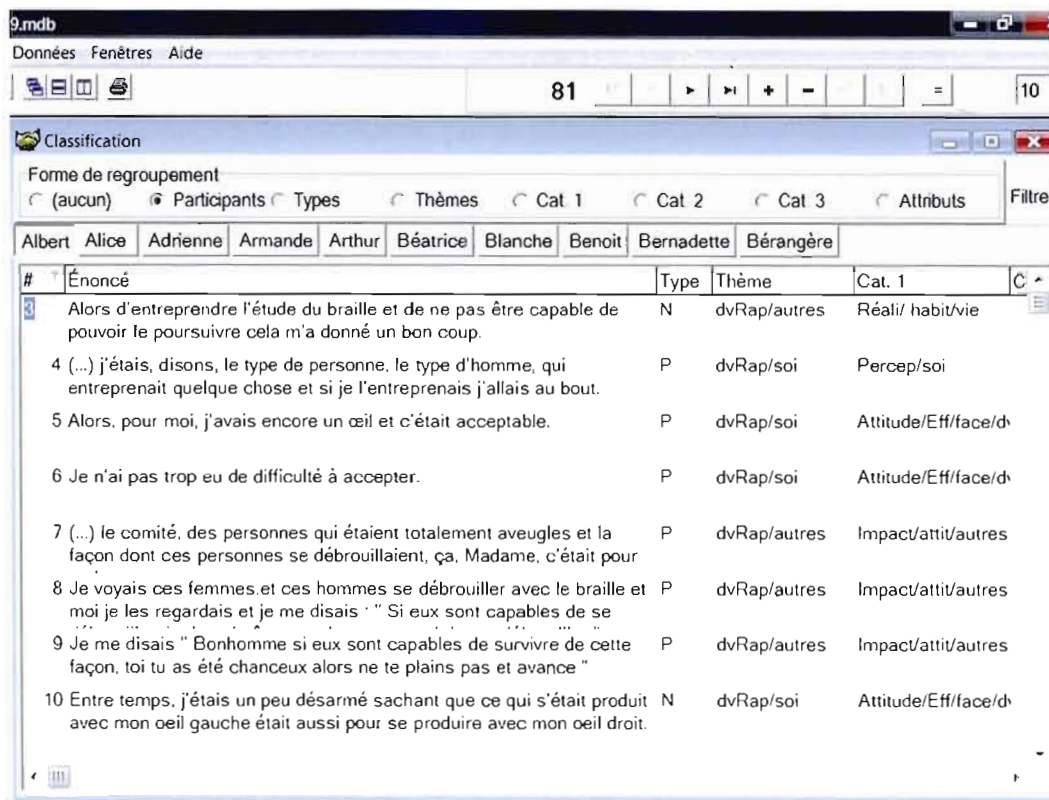 9.mdb
Données Fenêtres Aide
81 + - = 10
Classification
Forme de regroupement
(aucun) Participants Types Thèmes Cat. 1 Cat 2 Cat 3 Attributs Filtre
Albert Alice Adrienne Armande Arthur Béatrice Blanche Benoit Bernadette Bérangère
# Énoncé Type Thème Cat. 1 C
3 Alors d'entreprendre l'étude du braille et de ne pas être capable de N dvRap/autres Réali/ habit/vie
pouvoir le poursuivre cela m'a donné un bon coup.
4 (...) j'étais, disons, le type de personne, le type d'homme, qui P dvRap/soi Percep/soi
entreprenait quelque chose et si je l'entreprenais j'allais au bout.
5 Alors, pour moi, j'avais encore un œil et c'était acceptable. P dvRap/soi Attitude/Eff/face/d
6 Je n'ai pas trop eu de difficulté à accepter. P dvRap/soi Attitude/Eff/face/d
7 (...) le comité, des personnes qui étaient totalement aveugles et la P dvRap/autres Impact/attit/autres
façon dont ces personnes se débrouillaient, ça, Madame, c'était pour
8 Je voyais ces femmes et ces hommes se débrouiller avec le braille et P dvRap/autres Impact/attit/autres
moi je les regardais et je me disais : " Si eux sont capables de se
9 Je me disais " Bonhomme si eux sont capables de survivre de cette P dvRap/autres Impact/attit/autres
façon, toi tu as été chanceux alors ne te plains pas et avance "
10 Entre temps, j'étais un peu désarmé sachant que ce qui s'était produit N dvRap/soi Attitude/Eff/face/d
avec mon oeil gauche était aussi pour se produire avec mon oeil droit.